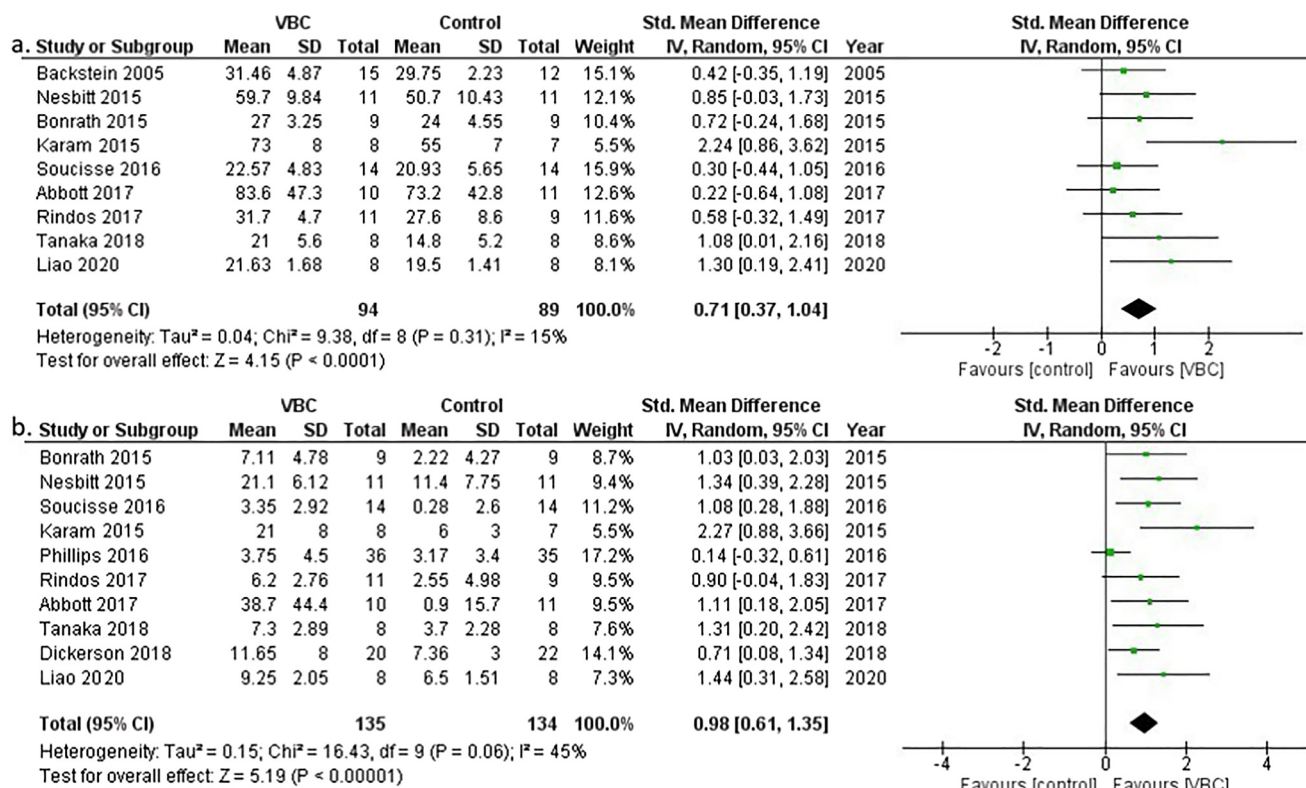 VBC Control Std. Mean Difference Std. Mean Difference
a. Study or Subgroup Mean SD Total Mean SD Total Weight IV, Random, 95% CI Year IV, Random, 95% CI
Backstein 2005 31.46 4.87 15 29.75 2.23 12 15.1% 0.42 [-0.35, 1.19] 2005
Nesbitt 2015 59.7 9.84 11 50.7 10.43 11 12.1% 0.85 [-0.03, 1.73] 2015
Bonrath 2015 27 3.25 9 24 4.55 9 10.4% 0.72 [-0.24, 1.68] 2015
Karam 2015 73 8 8 55 7 7 5.5% 2.24 [0.86, 3.62] 2015
Soucisse 2016 22.57 4.83 14 20.93 5.65 14 15.9% 0.30 [-0.44, 1.05] 2016
Abbott 2017 83.6 47.3 10 73.2 42.8 11 12.6% 0.22 [-0.64, 1.08] 2017
Rindos 2017 31.7 4.7 11 27.6 8.6 9 11.6% 0.58 [-0.32, 1.49] 2017
Tanaka 2018 21 5.6 8 14.8 5.2 8 8.6% 1.08 [0.01, 2.16] 2018
Liao 2020 21.63 1.68 8 19.5 1.41 8 8.1% 1.30 [0.19, 2.41] 2020
Total (95% CI) 94 89 100.0% 0.71 [0.37, 1.04]
Heterogeneity: Tau² = 0.04; Chi² = 9.38, df = 8 (P = 0.31); I² = 15%
Test for overall effect: Z = 4.15 (P < 0.0001)
-2 -1 0 1 2
Favours [control] Favours [VBC]
VBC Control Std. Mean Difference Std. Mean Difference
b. Study or Subgroup Mean SD Total Mean SD Total Weight IV, Random, 95% CI Year IV, Random, 95% CI
Bonrath 2015 7.11 4.78 9 2.22 4.27 9 8.7% 1.03 [0.03, 2.03] 2015
Nesbitt 2015 21.1 6.12 11 11.4 7.75 11 9.4% 1.34 [0.39, 2.28] 2015
Soucisse 2016 3.35 2.92 14 0.28 2.6 14 11.2% 1.08 [0.28, 1.88] 2016
Karam 2015 21 8 8 6 3 7 5.5% 2.27 [0.88, 3.66] 2015
Phillips 2016 3.75 4.5 36 3.17 3.4 35 17.2% 0.14 [-0.32, 0.61] 2016
Rindos 2017 6.2 2.76 11 2.55 4.98 9 9.5% 0.90 [-0.04, 1.83] 2017
Abbott 2017 38.7 44.4 10 0.9 15.7 11 9.5% 1.11 [0.18, 2.05] 2017
Tanaka 2018 7.3 2.89 8 3.7 2.28 8 7.6% 1.31 [0.20, 2.42] 2018
Dickerson 2018 11.65 8 20 7.36 3 22 14.1% 0.71 [0.08, 1.34] 2018
Liao 2020 9.25 2.05 8 6.5 1.51 8 7.3% 1.44 [0.31, 2.58] 2020
Total (95% CI) 135 134 100.0% 0.98 [0.61, 1.35]
Heterogeneity: Tau² = 0.15; Chi² = 16.43, df = 9 (P = 0.06); I² = 45%
Test for overall effect: Z = 5.19 (P < 0.00001)
-4 -2 0 2 4
Favours [control] Favours [VBC]